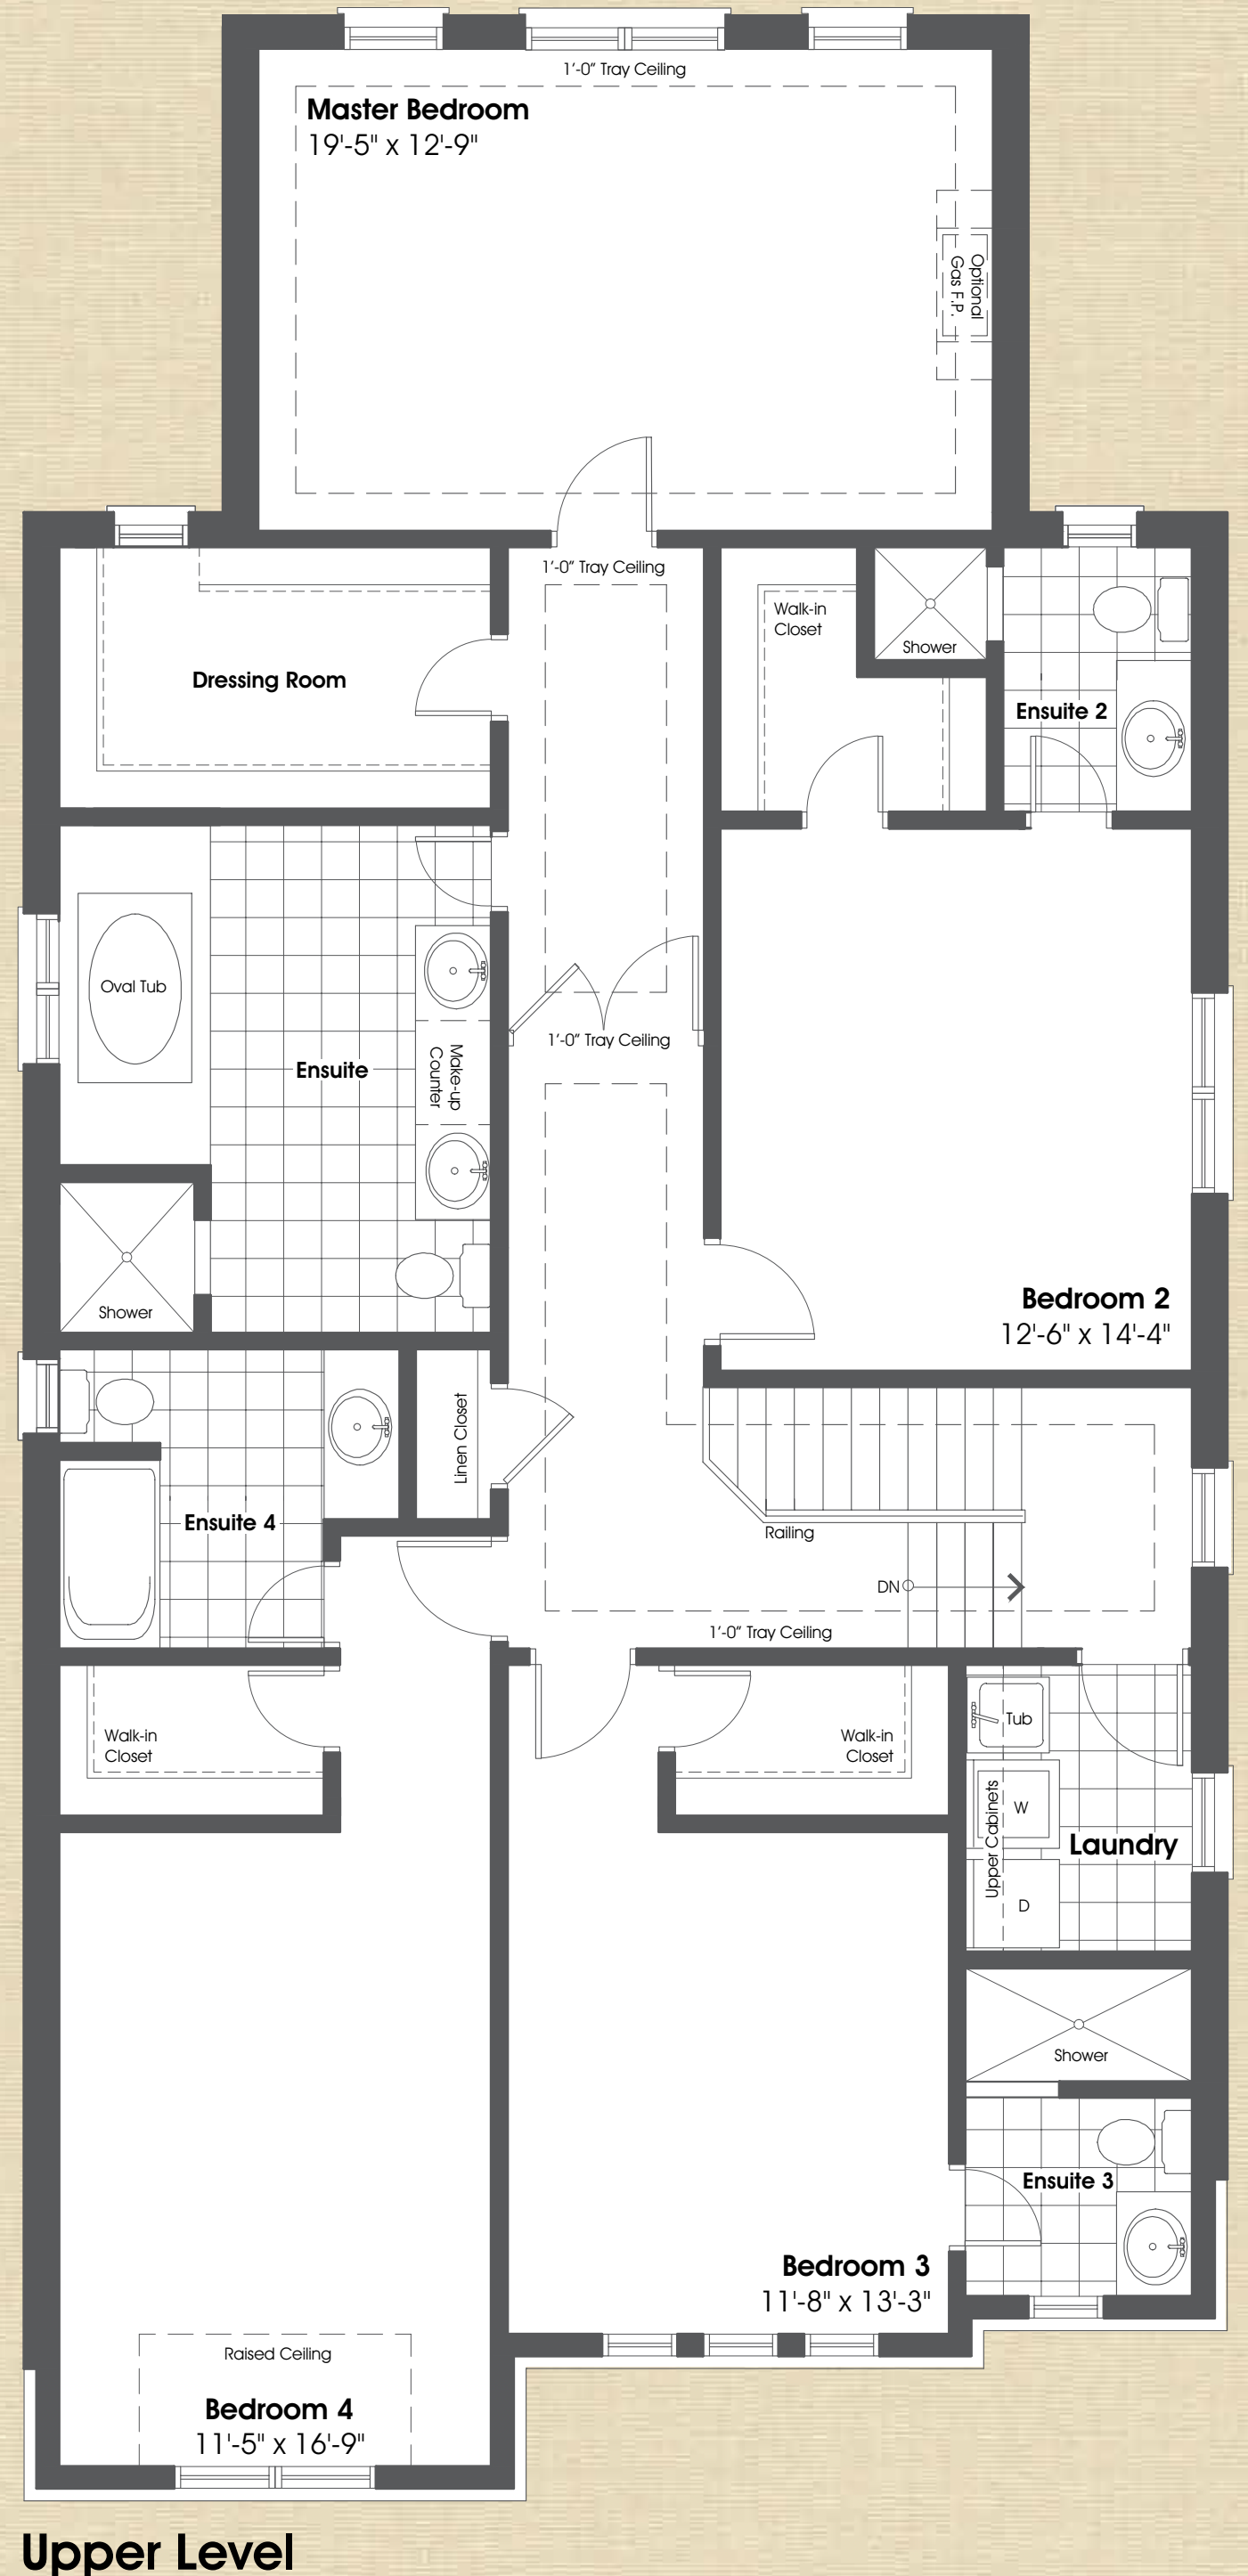 1'-0" Tray Ceiling
Master Bedroom
19'-5" x 12'-9"
Optional
Gas F.P.
1'-0" Tray Ceiling
Walk-in
Closet
Shower
Dressing Room
Ensuite 2
Oval Tub
1'-0" Tray Ceiling
Ensuite
Make-up
Counter
Bedroom 2
12'-6" x 14'-4"
Shower
Linen Closet
Ensuite 4
Railing
DN
1'-0" Tray Ceiling
Walk-in
Closet
Walk-in
Closet
Tub
Upper Cabinets
W
Laundry
D
Shower
Ensuite 3
Bedroom 3
11'-8" x 13'-3"
Raised Ceiling
Bedroom 4
11'-5" x 16'-9"
Upper Level